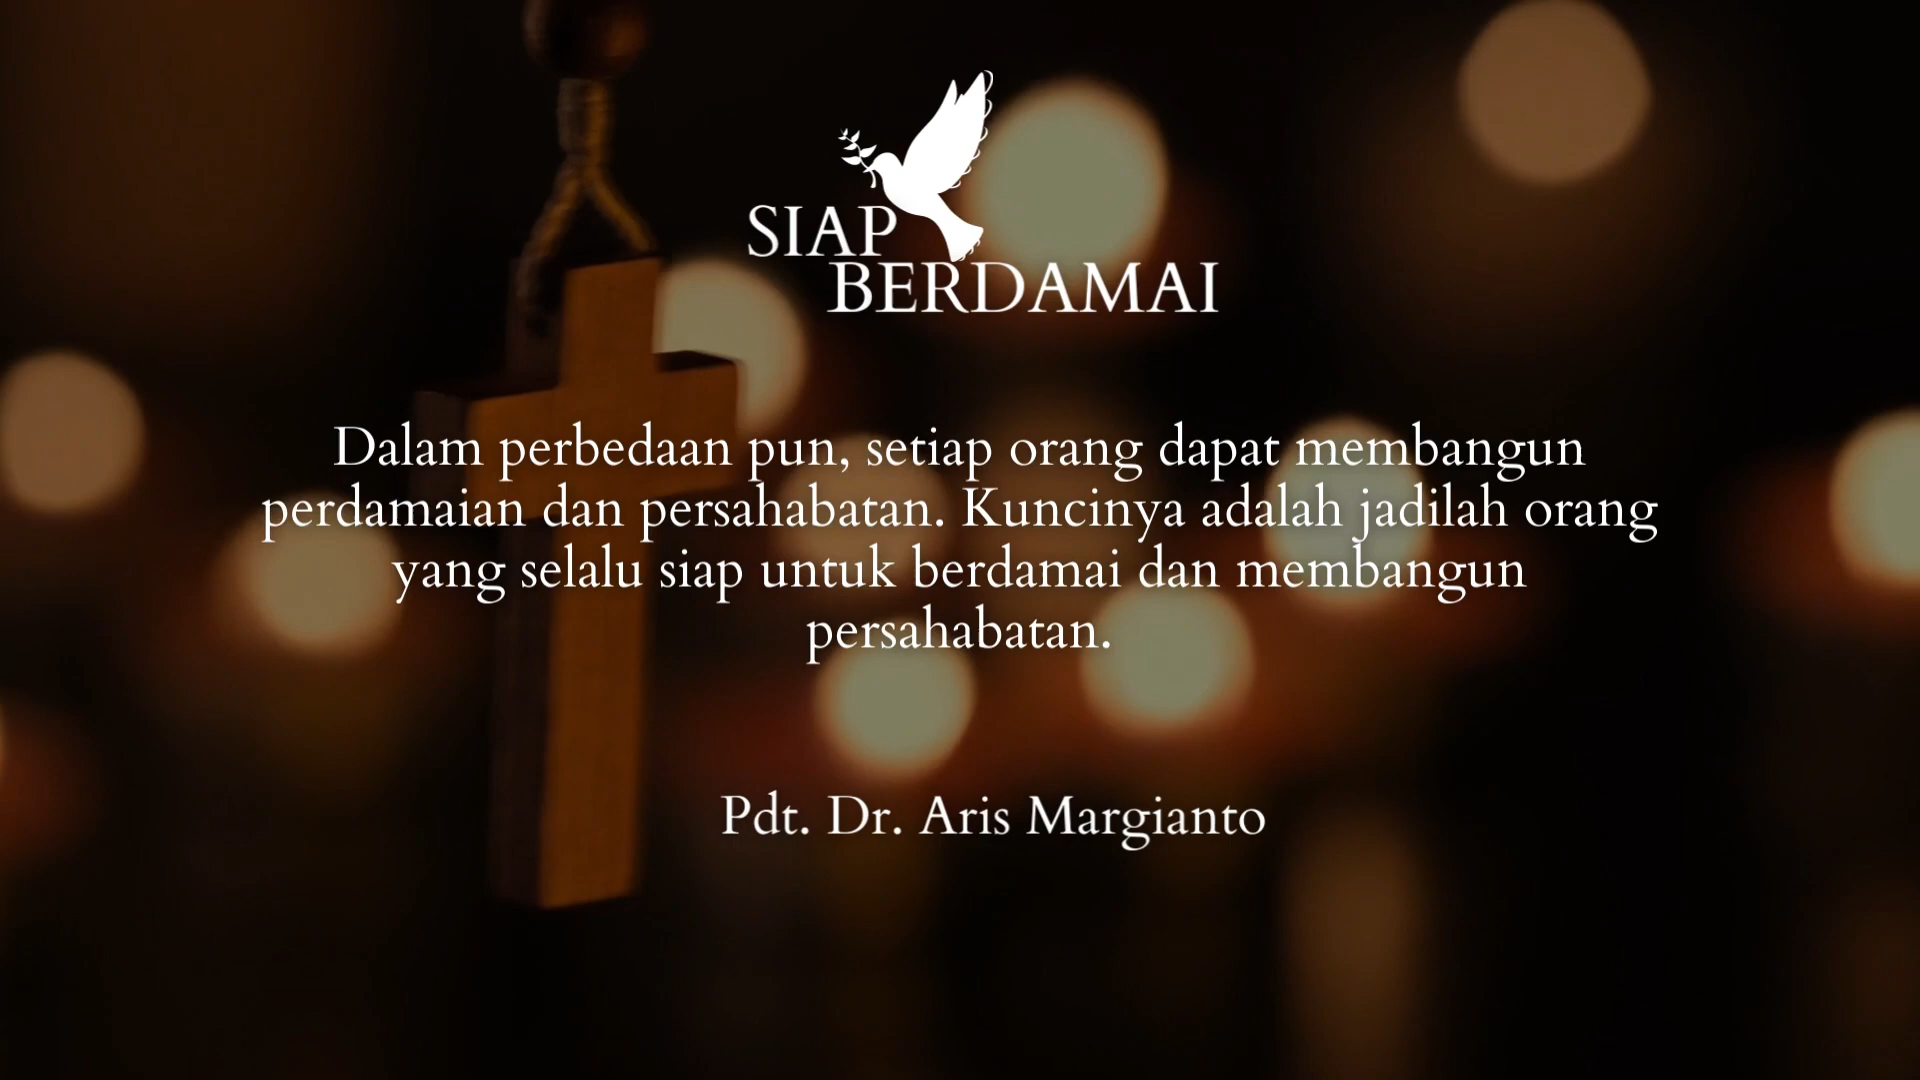 SIAP
BERDAMAI
Dalam perbedaan pun, setiap orang dapat membangun
perdamaian dan persahabatan. Kuncinya adalah jadilah orang
yang selalu siap untuk berdamai dan membangun
persahabatan.
Pdt. Dr. Aris Margianto